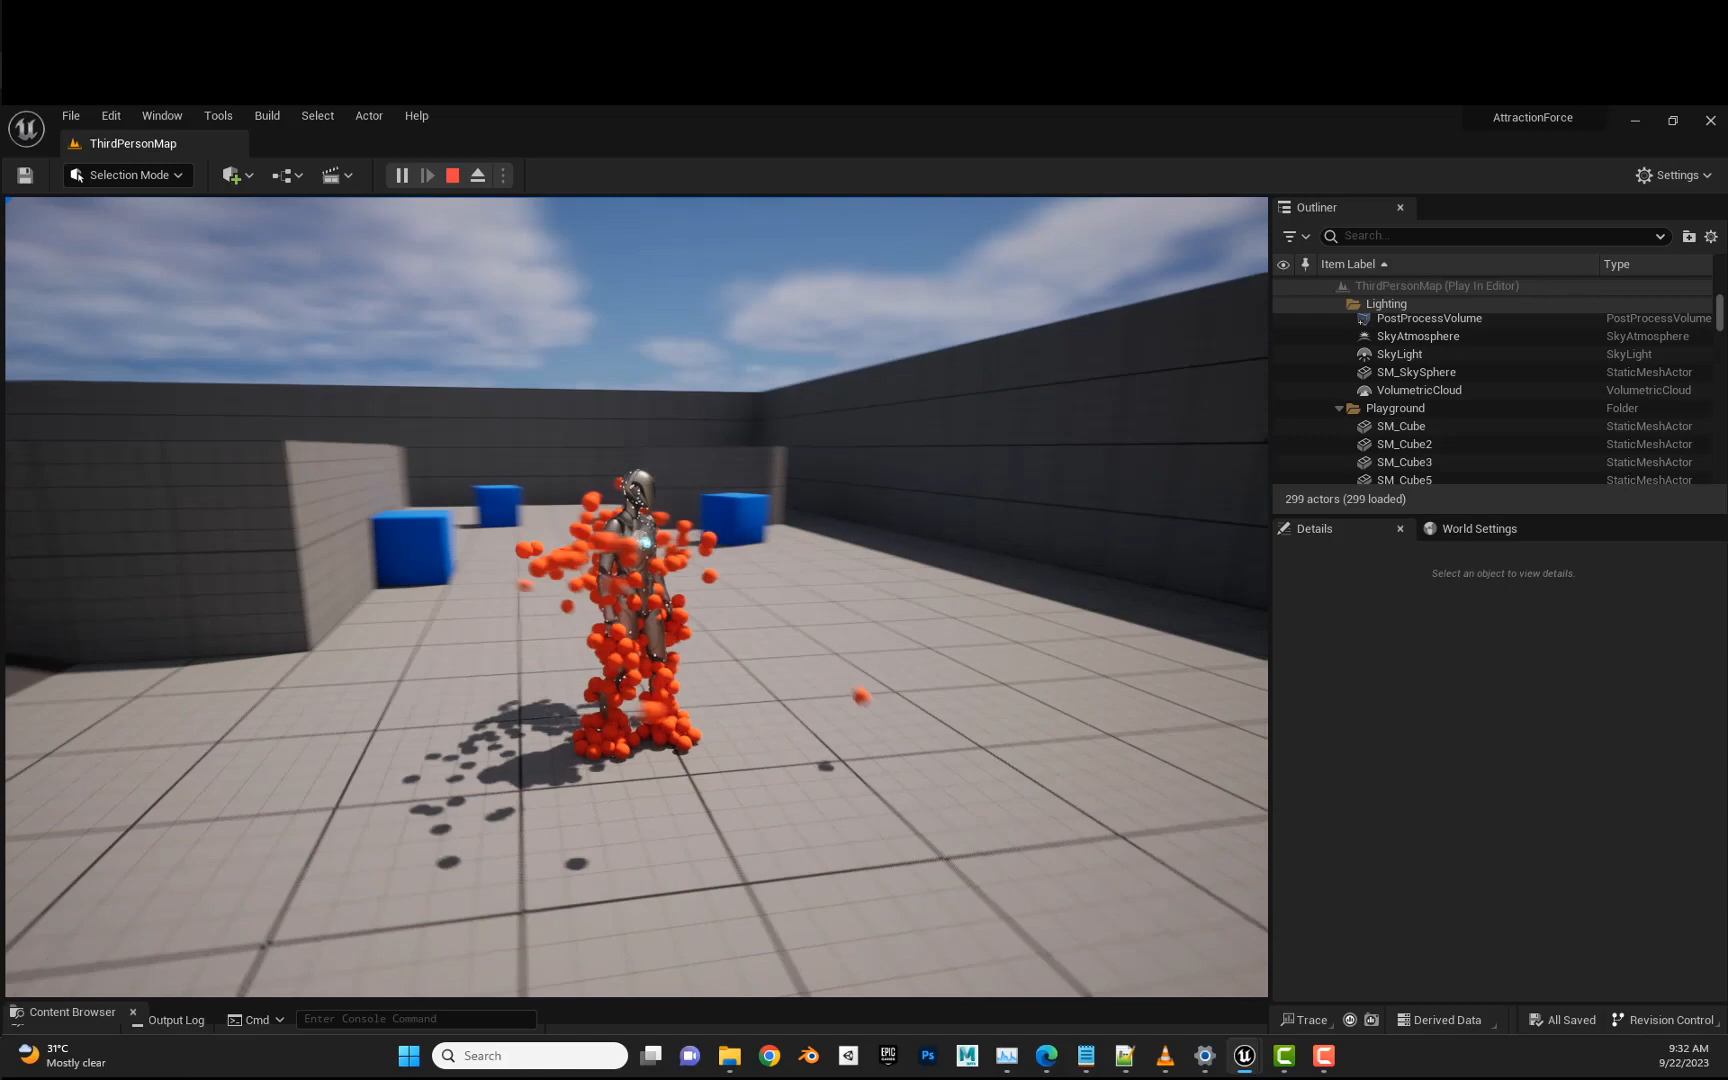 File Edit Window Tools Build Select Actor Help
AttractionForce
ThirdPersonMap
Selection Mode
Settings
Outliner
Search...
Item Label Type
ThirdPersonMap (Play In Editor)
Lighting
PostProcessVolume PostProcessVolume
SkyAtmosphere SkyAtmosphere
SkyLight SkyLight
SM_SkySphere StaticMeshActor
VolumetricCloud VolumetricCloud
Playground Folder
SM_Cube StaticMeshActor
SM_Cube2 StaticMeshActor
SM_Cube3 StaticMeshActor
SM_Cube5 StaticMeshActor
299 actors (299 loaded)
Details World Settings
Select an object to view details.
Content Browser Output Log Cmd Enter Console Command
Trace Derived Data All Saved Revision Control
31°C
Mostly clear
Search
EPIC GAMES
Ps
M
9:32 AM
9/22/2023